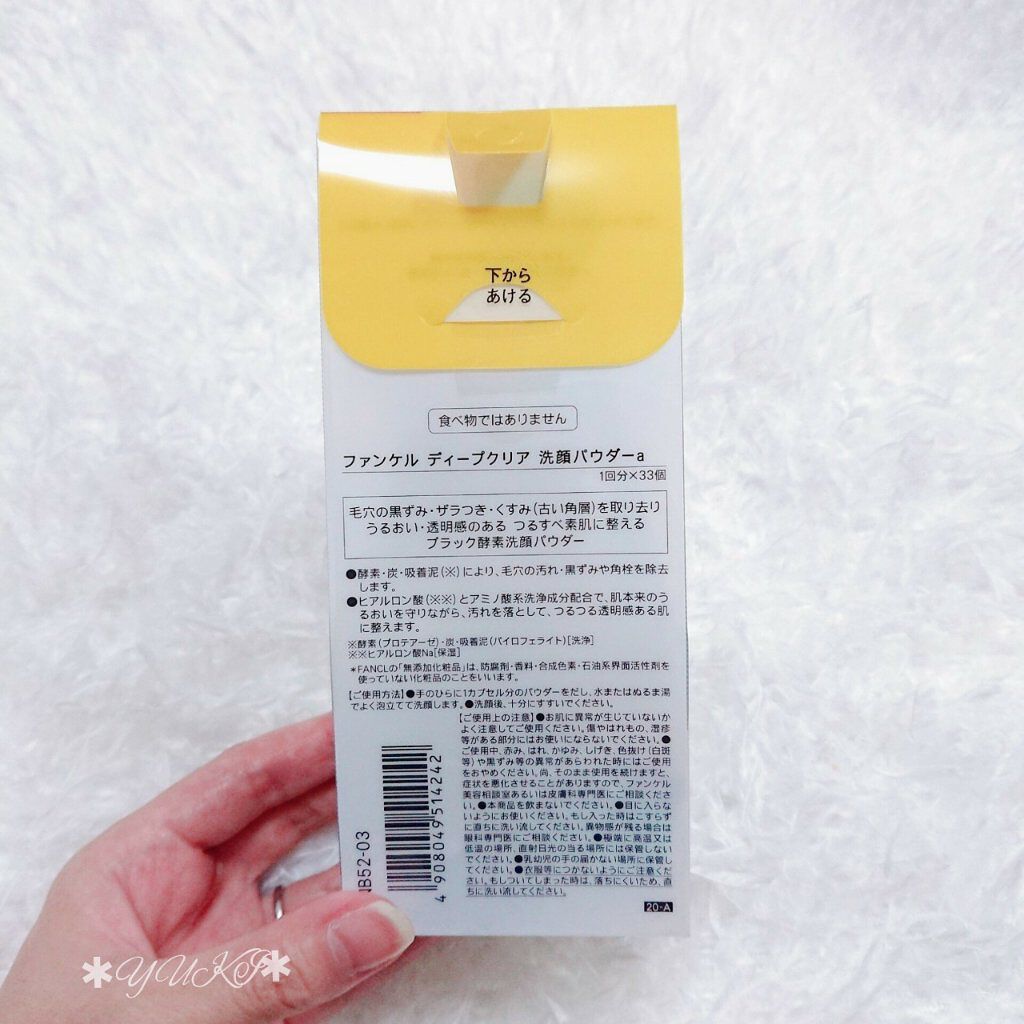 下から
あける
食べ物ではありません
ファンケル ディープクリア 洗顔パウダーa
1回分×33個
毛穴の黒ずみ・ザラつき・くすみ(古い角層)を取り去り
うるおい・透明感のある つるすべ素肌に整える
ブラック酵素洗顔パウダー
●酵素・炭・吸着泥(※)により、毛穴の汚れ・黒ずみや角栓を除去
します。
●ヒアルロン酸(※※)とアミノ酸系洗浄成分配合で、肌本来のう
るおいを守りながら、汚れを落として、つるつる透明感ある肌
に整えます。
※酵素(プロテアーゼ)・炭・吸着泥(パイロフェライト)[洗浄]
※※ヒアルロン酸Na[保湿]
*FANCLの「無添加化粧品」は、防腐剤・香料・合成色素・石油系界面活性剤を
使っていない化粧品のことをいいます。
【ご使用方法】●手のひらに1カプセル分のパウダーをだし、水またはぬるま湯
でよく泡立てて洗顔します。●洗顔後、十分にすすいでください。
【ご使用上の注意】●お肌に異常が生じていないか
よく注意してご使用ください。傷やはれもの、湿疹
等がある部分にはお使いにならないでください。●
ご使用中、赤み、はれ、かゆみ、しげき、色抜け(白斑
等)や黒ずみ等の異常があらわれた時にはご使用
をおやめください。尚、そのまま使用を続けますと、
症状を悪化させることがありますので、ファンケル
美容相談室あるいは皮膚科専門医にご相談くださ
い。●本商品を飲まないでください。●目に入らな
いようにお使いください。もし入った時はこすらず
に直ちに洗い流してください。異物感が残る場合は
眼科専門医にご相談ください。●極端に高温又は
低温の場所、直射日光の当る場所には保管しない
でください。●乳幼児の手の届かない場所に保管し
てください。●衣服等につかないようにご注意くださ
い。もしついてしまった時は、落ちにくいため、直
ちに洗い流してください。
4 908049 514242
NB52-03
20-A
*YUKI*